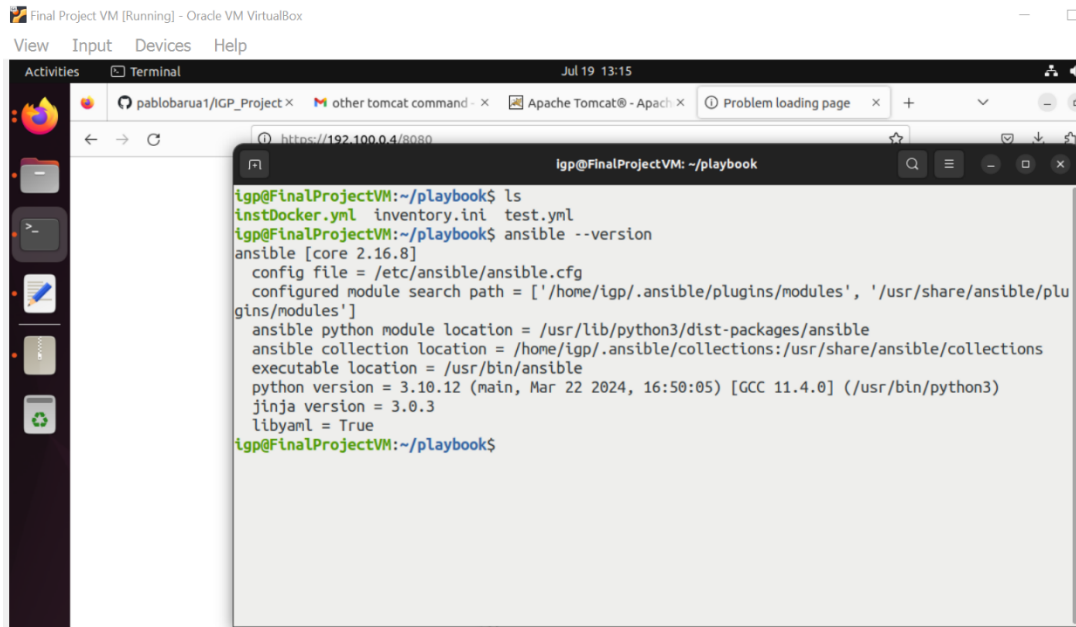 Final Project VM [Running] - Oracle VM VirtualBox
View Input Devices Help
Activities Terminal Jul 19 13:15
pablobarua1/IGP_Project × other tomcat command - × Apache Tomcat® - Apach × Problem loading page × +
https://192.100.0.4/8080
igp@FinalProjectVM: ~/playbook
igp@FinalProjectVM:~/playbook$ ls
instDocker.yml inventory.ini test.yml
igp@FinalProjectVM:~/playbook$ ansible --version
ansible [core 2.16.8]
config file = /etc/ansible/ansible.cfg
configured module search path = ['/home/igp/.ansible/plugins/modules', '/usr/share/ansible/plu
gins/modules']
ansible python module location = /usr/lib/python3/dist-packages/ansible
ansible collection location = /home/igp/.ansible/collections:/usr/share/ansible/collections
executable location = /usr/bin/ansible
python version = 3.10.12 (main, Mar 22 2024, 16:50:05) [GCC 11.4.0] (/usr/bin/python3)
jinja version = 3.0.3
libyaml = True
igp@FinalProjectVM:~/playbook$